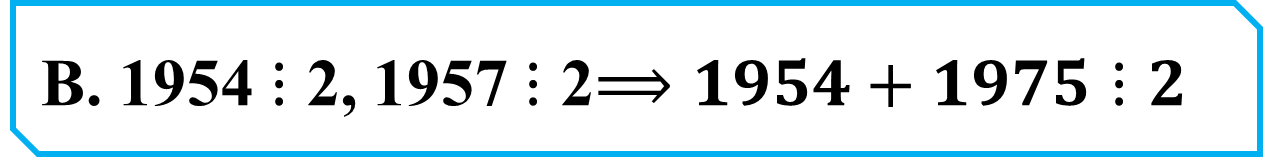 B. 1954 ⋮ 2, 1957 ⋮ 2⟹ 1954 + 1975 ⋮ 2